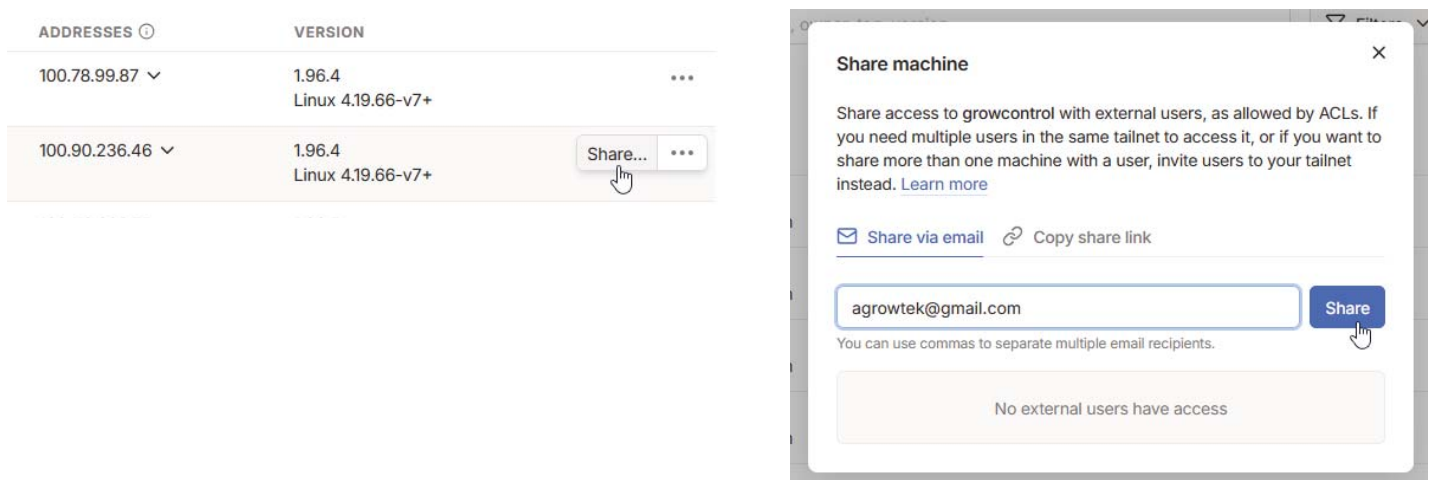 ADDRESSES VERSION
100.78.99.87 1.96.4
Linux 4.19.66-v7+
100.90.236.46 1.96.4 Share...
Linux 4.19.66-v7+
Share machine
Share access to growcontrol with external users, as allowed by ACLs. If
you need multiple users in the same tailnet to access it, or if you want to
share more than one machine with a user, invite users to your tailnet
instead. Learn more
Share via email Copy share link
agrowtek@gmail.com Share
You can use commas to separate multiple email recipients.
No external users have access